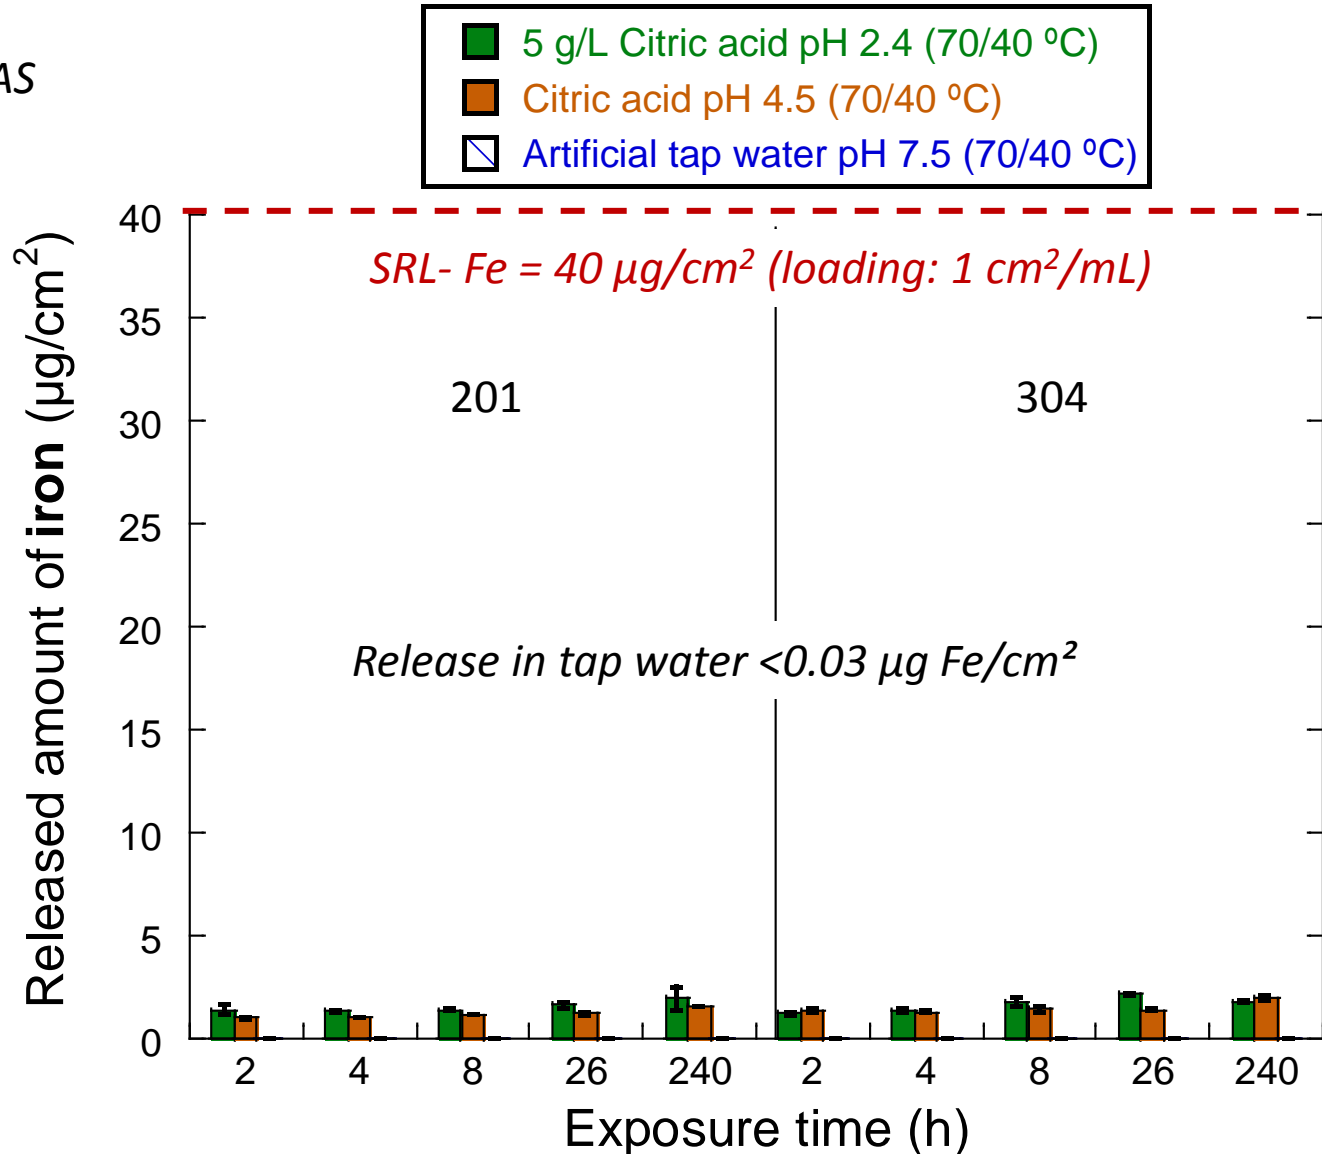 AS
5 g/L Citric acid pH 2.4 (70/40 ºC)
Citric acid pH 4.5 (70/40 ºC)
Artificial tap water pH 7.5 (70/40 ºC)
Released amount of iron (µg/cm²)
40
35
30
25
20
15
10
5
0
SRL- Fe = 40 µg/cm² (loading: 1 cm²/mL)
201
304
Release in tap water <0.03 µg Fe/cm²
2 4 8 26 240 2 4 8 26 240
Exposure time (h)